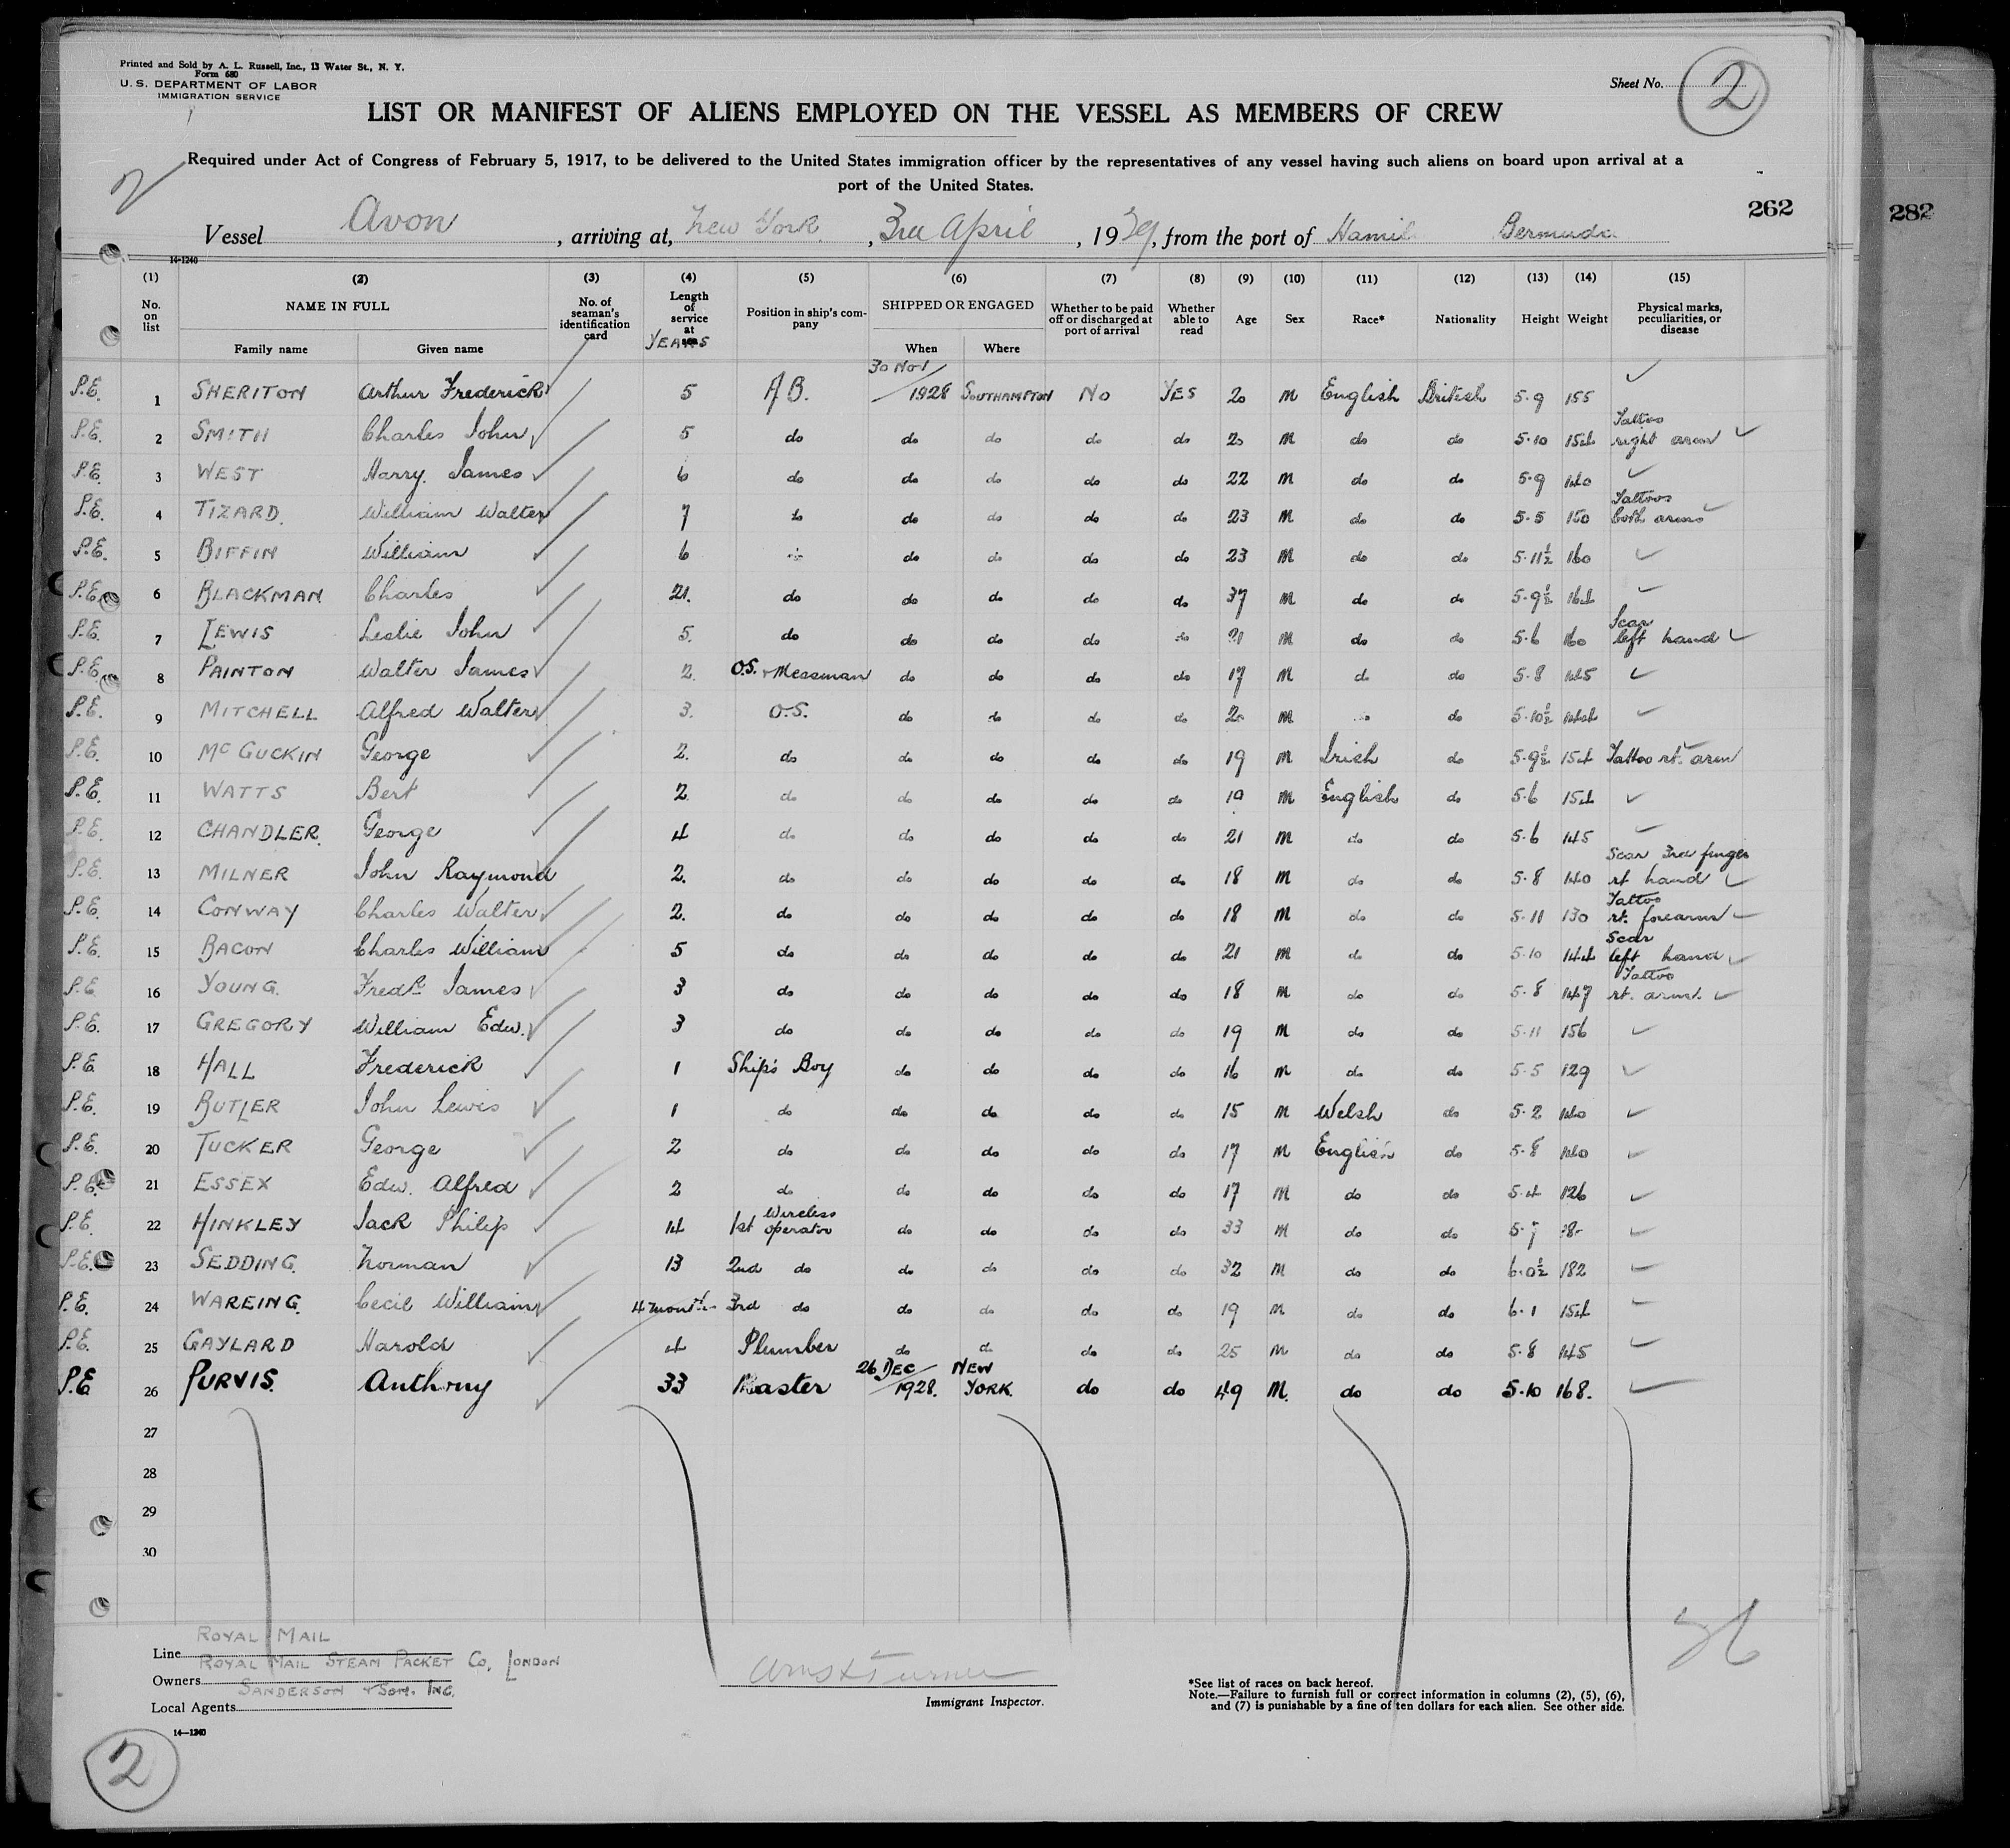 Printed and Sold by A. L. Russell, Inc., 13 Water St., N. Y.
Form 680
U. S. DEPARTMENT OF LABOR
IMMIGRATION SERVICE
Sheet No. 2
LIST OR MANIFEST OF ALIENS EMPLOYED ON THE VESSEL AS MEMBERS OF CREW
Required under Act of Congress of February 5, 1917, to be delivered to the United States immigration officer by the representatives of any vessel having such aliens on board upon arrival at a
port of the United States.
2
262
282
Vessel Avon, arriving at, New York, 3rd April, 1929, from the port of Hamil Bermuda
14-1240
(1) (2) (3) (4) (5) (6) (7) (8) (9) (10) (11) (12) (13) (14) (15)
No. on list NAME IN FULL No. of seaman's identification card Length of service at sea YEARS Position in ship's company SHIPPED OR ENGAGED Whether to be paid off or discharged at port of arrival Whether able to read Age Sex Race* Nationality Height Weight Physical marks, peculiarities, or disease
Family name Given name When Where
P.E. 1 SHERITON Arthur Frederick 5 A B. 30 Nov 1928 SOUTHAMPTON No YES 20 M English British 5.9 155
P.E. 2 SMITH Charles John 5 do do do do do 20 M do do 5.10 154 Tattoo right arm
P.E. 3 WEST Harry James 6 do do do do do 22 M do do 5.9 140
P.E. 4 TIZARD. William Walter 7 do do do do do 23 M do do 5.5 150 Tattoos both arms
P.E. 5 BIFFIN William 6 do do do do 23 M do do 5.11½ 160
P.E. 6 BLACKMAN Charles 21. do do do do do 37 M do do 5.9½ 164
P.E. 7 LEWIS Leslie John 5. do do do do do 21 M do do 5.6 160 Scar left hand
P.E. 8 PAINTON Walter James 2. O.S. + Messman do do do do 17 M do do 5.8 145
P.E. 9 MITCHELL Alfred Walter 3. O.S. do do do do 20 M do 5.10½ 144
P.E. 10 McGUCKIN George 2. do do do do do 19 M Irish do 5.9½ 154 Tattoo rt. arm
P.E. 11 WATTS Bert 2. do do do do do 19 M English do 5.6 154
P.E. 12 CHANDLER. George 4 do do do do do 21 M do do 5.6 145
P.E. 13 MILNER John Raymond 2. do do do do do 18 M do do 5.8 140 Scar 3rd finger rt hand
P.E. 14 CONWAY Charles Walter 2. do do do do do 18 M do do 5.11 130 Tattoo rt. forearm
P.E. 15 BACON Charles William 5 do do do do do 21 M do do 5.10 144 Scar left hand
P.E. 16 YOUNG. Fredk James 3 do do do do do 18 M do do 5.8 147 Tattoo rt. arm.
P.E. 17 GREGORY William Edw. 3 do do do do do 19 M do do 5.11 156
P.E. 18 HALL Frederick 1 Ship's Boy do do do do 16 M do do 5.5 129
P.E. 19 BUTLER John Lewis 1 do do do do do 15 M Welsh do 5.2 140
P.E. 20 TUCKER George 2 do do do do do 17 M English do 5.8 140
P.E. 21 ESSEX Edw. Alfred 2 do do do do do 17 M do do 5.4 126
P.E. 22 HINKLEY Jack Philip 14 1st Wireless operator do do do do 33 M do do 5.7
P.E. 23 SEDDING. Norman 13 2nd do do do do do 32 M do do 6.0½ 182
P.E. 24 WAREING. Cecil William 4 months 3rd do do do do do 19 M do do 6.1 154
P.E. 25 GAYLARD Harold 4 Plumber do do do do 25 M do do 5.8 145
P.E 26 PURVIS. Anthony 33 Master 26 DEC 1928. NEW YORK. do do 49 M. do do 5.10 168.
27
28
29
30
26
Line ROYAL MAIL
Owners ROYAL MAIL STEAM PACKET Co, LONDON
Local Agents SANDERSON & SON. INC.
Turner
Immigrant Inspector.
*See list of races on back hereof.
Note.—Failure to furnish full or correct information in columns (2), (5), (6),
and (7) is punishable by a fine of ten dollars for each alien. See other side.
14—1240
2